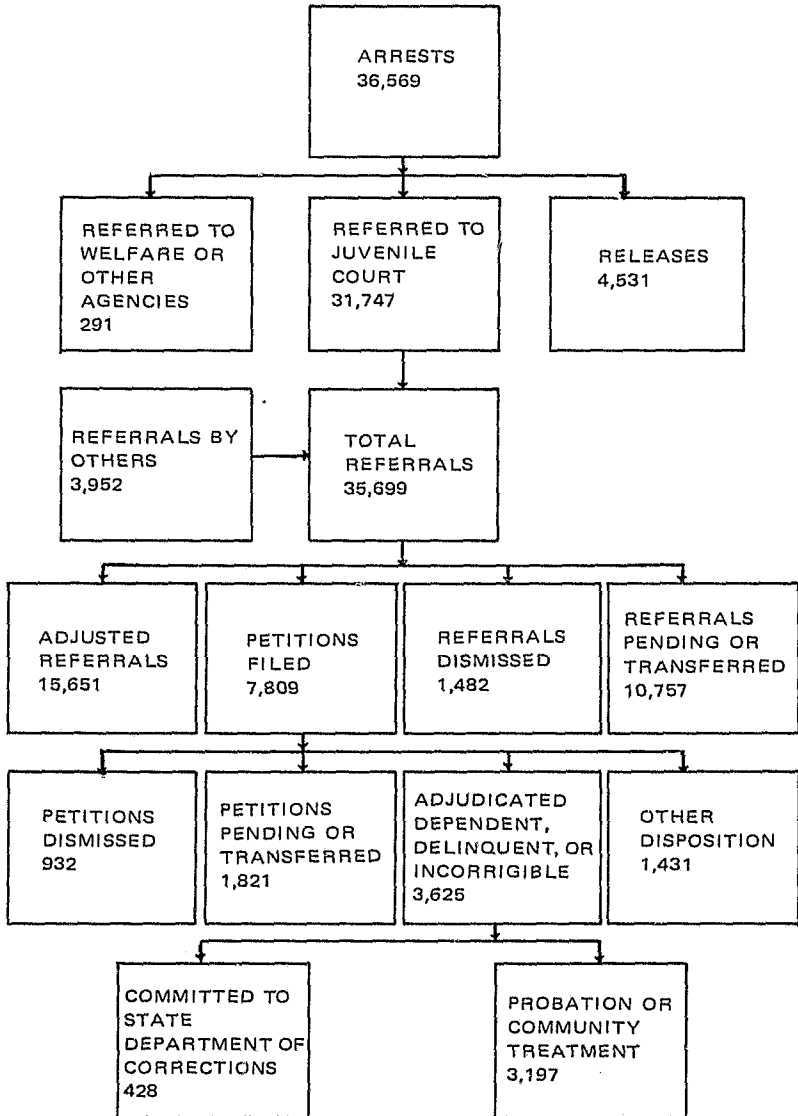 ARRESTS
36,569
REFERRED TO
WELFARE OR
OTHER
AGENCIES
291
REFERRED TO
JUVENILE
COURT
31,747
RELEASES
4,531
REFERRALS BY
OTHERS
3,952
TOTAL
REFERRALS
35,699
ADJUSTED
REFERRALS
15,651
PETITIONS
FILED
7,809
REFERRALS
DISMISSED
1,482
REFERRALS
PENDING OR
TRANSFERRED
10,757
PETITIONS
DISMISSED
932
PETITIONS
PENDING OR
TRANSFERRED
1,821
ADJUDICATED
DEPENDENT,
DELINQUENT, OR
INCORRIGIBLE
3,625
OTHER
DISPOSITION
1,431
COMMITTED TO
STATE
DEPARTMENT OF
CORRECTIONS
428
PROBATION OR
COMMUNITY
TREATMENT
3,197